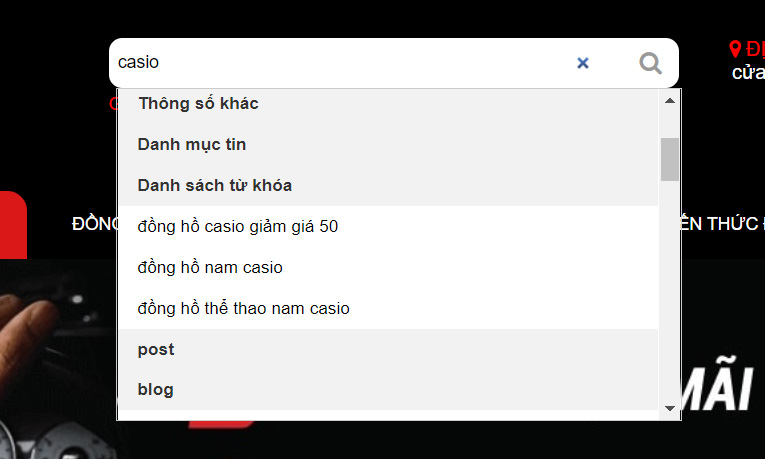 casio
ĐỊ
cửa
Thông số khác
Danh mục tin
Danh sách từ khóa
ĐỒNG
đồng hồ casio giảm giá 50
ẾN THỨC
đồng hồ nam casio
đồng hồ thể thao nam casio
post
MÃI
blog